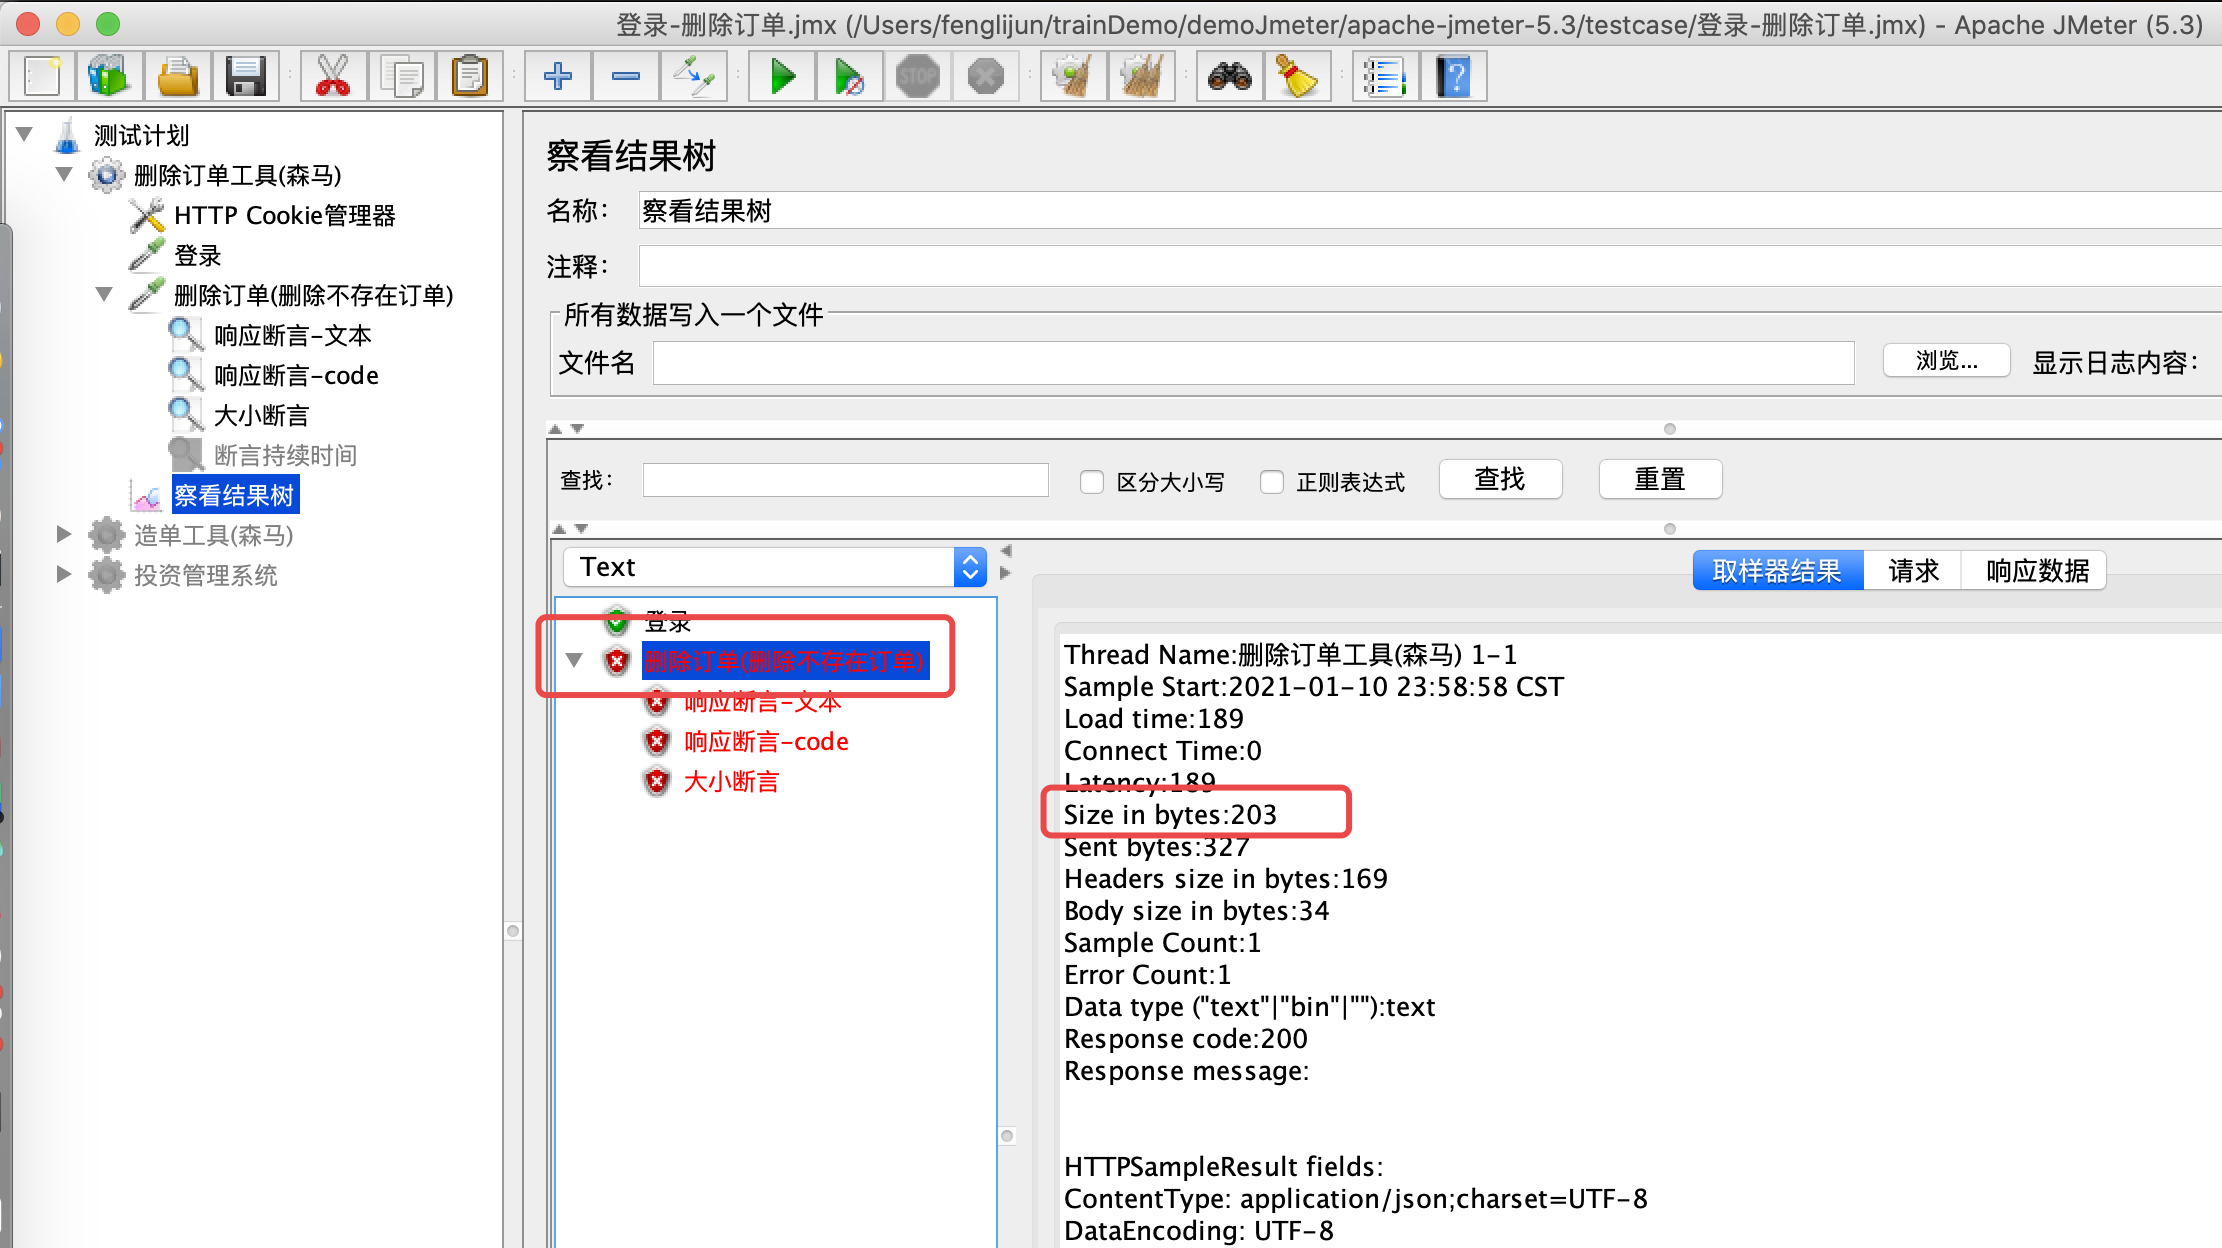 登录-删除订单.jmx (/Users/fenglijun/trainDemo/demoJmeter/apache-jmeter-5.3/testcase/登录-删除订单.jmx) - Apache JMeter (5.3)
STOP
测试计划
删除订单工具(森马)
HTTP Cookie管理器
登录
删除订单(删除不存在订单)
响应断言-文本
响应断言-code
大小断言
断言持续时间
察看结果树
造单工具(森马)
投资管理系统
察看结果树
名称：
察看结果树
注释：
所有数据写入一个文件
文件名
浏览...
显示日志内容：
查找：
区分大小写
正则表达式
查找
重置
Text
登录
删除订单(删除不存在订单)
响应断言-文本
响应断言-code
大小断言
取样器结果
请求
响应数据
Thread Name:删除订单工具(森马) 1-1
Sample Start:2021-01-10 23:58:58 CST
Load time:189
Connect Time:0
Latency:189
Size in bytes:203
Sent bytes:327
Headers size in bytes:169
Body size in bytes:34
Sample Count:1
Error Count:1
Data type ("text"|"bin"|""):text
Response code:200
Response message:
HTTPSampleResult fields:
ContentType: application/json;charset=UTF-8
DataEncoding: UTF-8